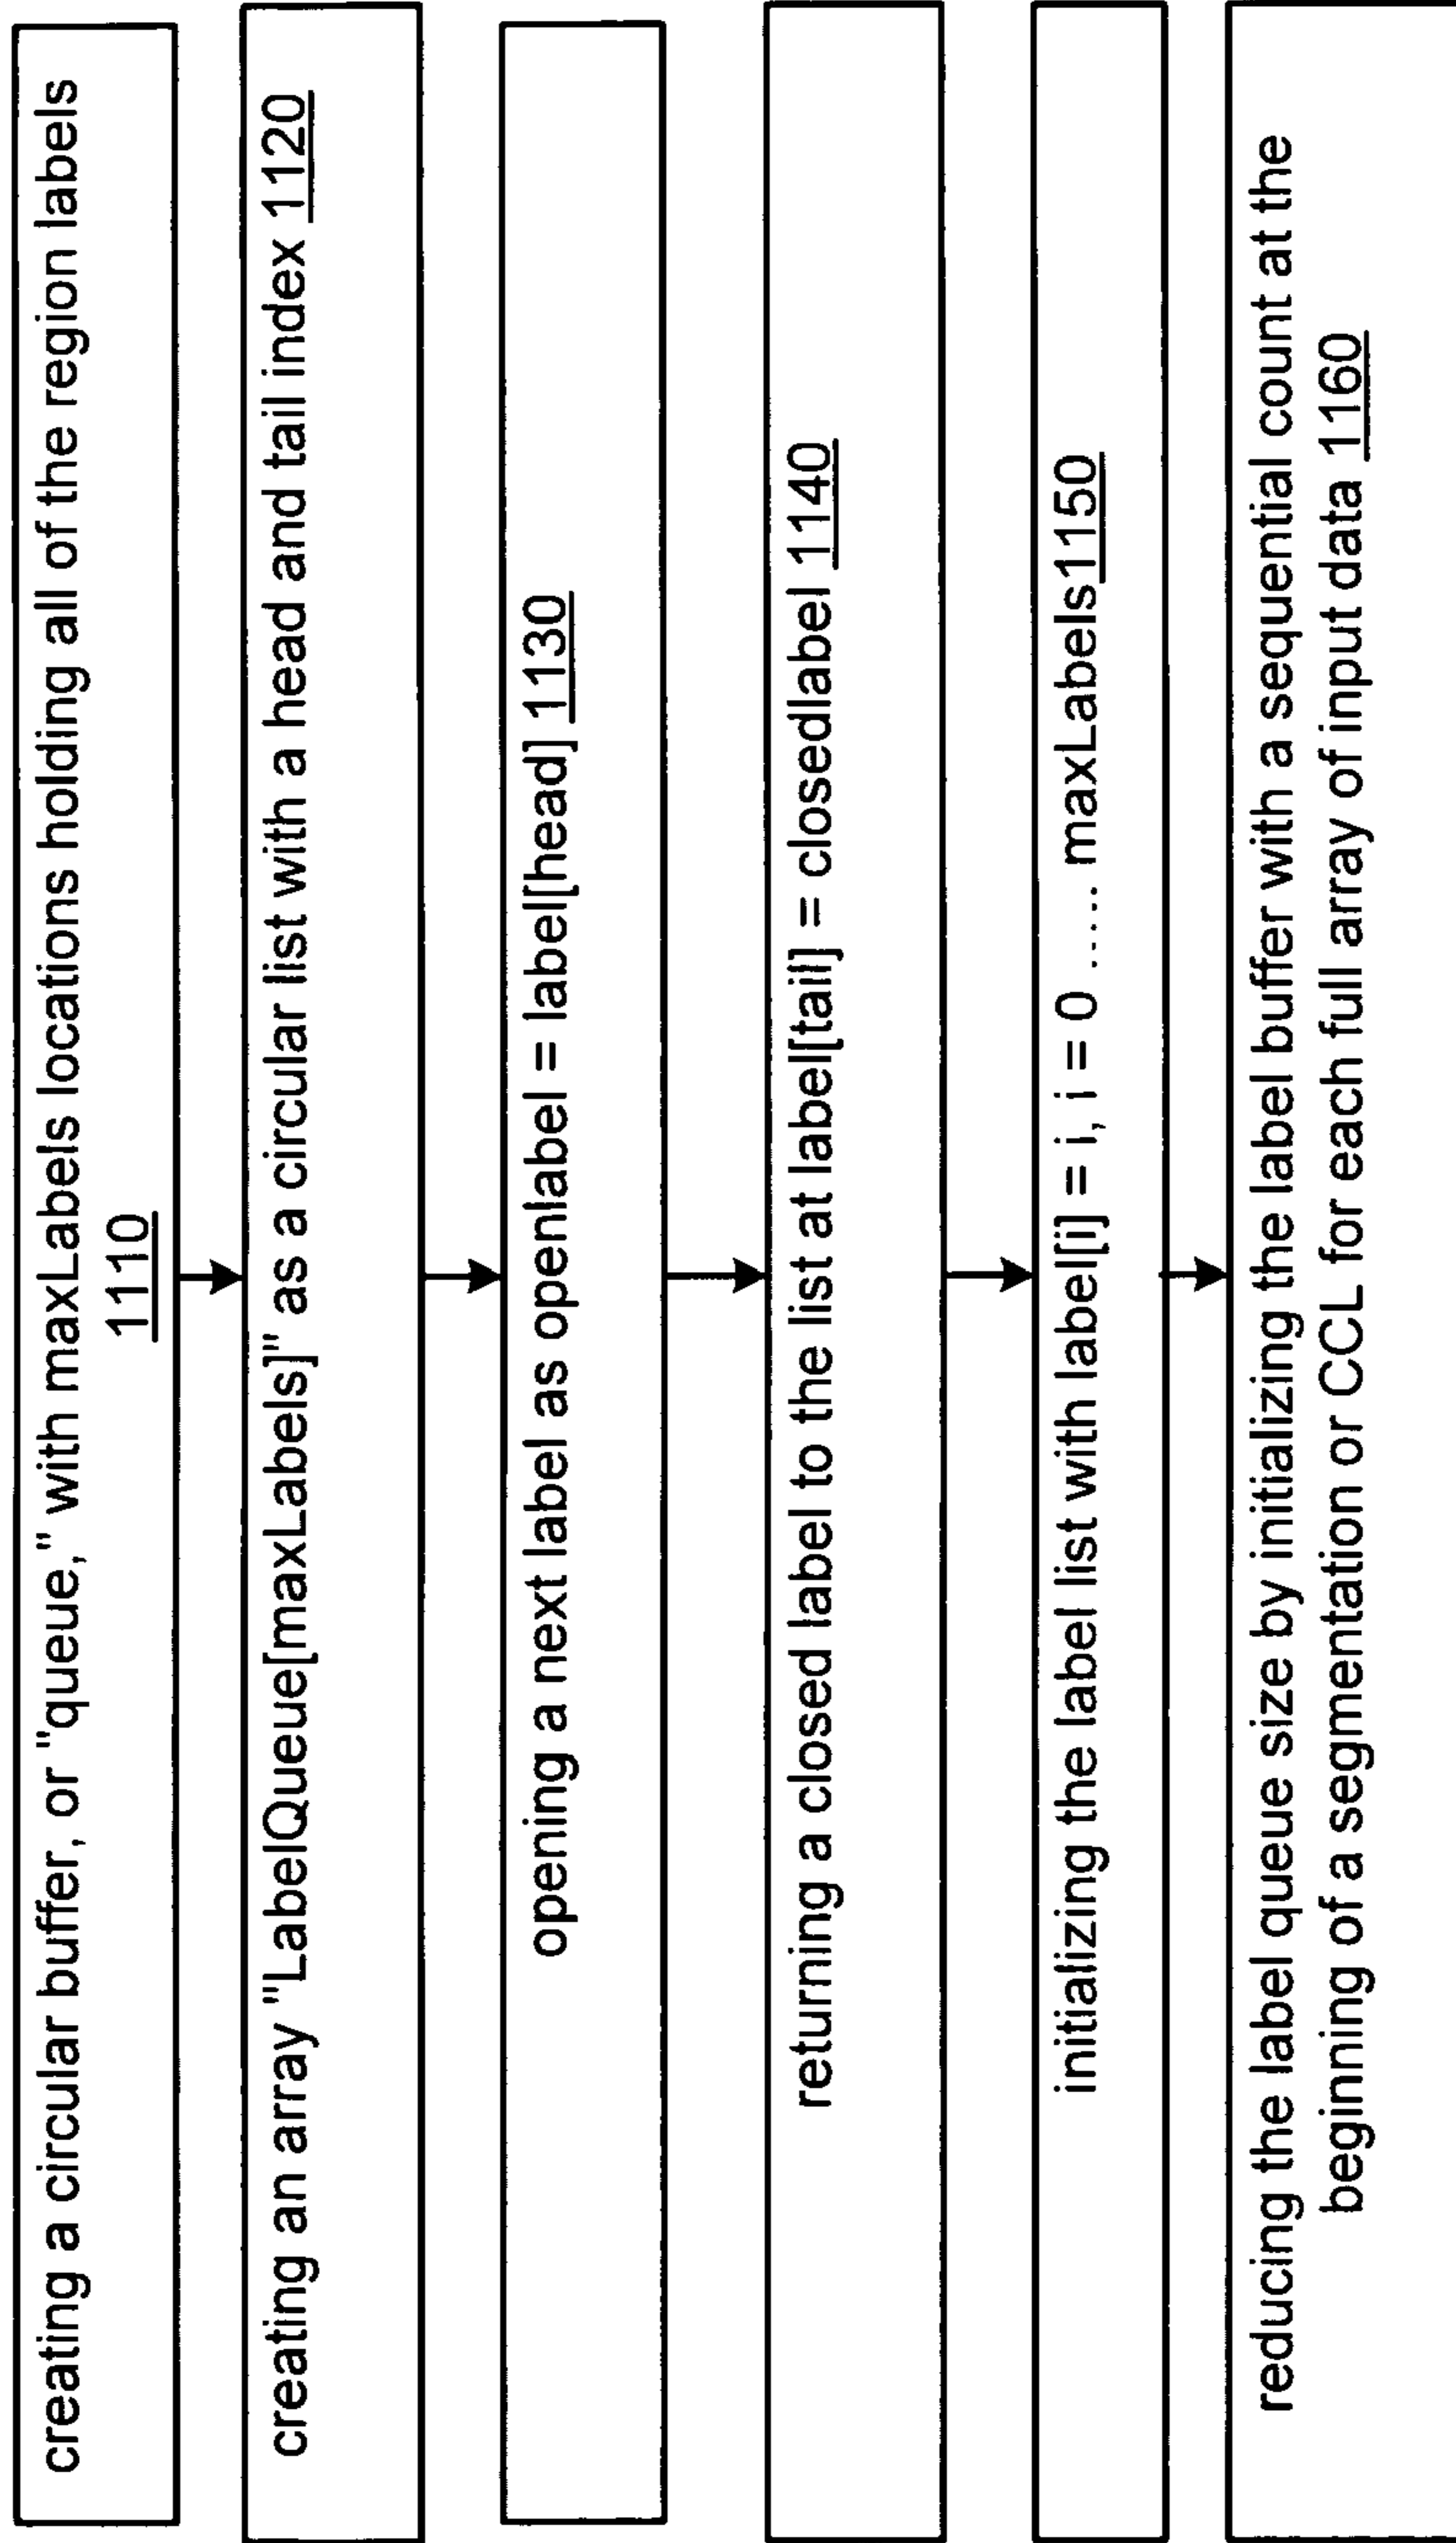 creating a circular buffer, or "queue," with maxLabels locations holding all of the region labels
1110
creating an array "LabelQueue[maxLabels]" as a circular list with a head and tail index 1120
opening a next label as openlabel = label[head] 1130
returning a closed label to the list at label[tail] = closedlabel 1140
initializing the label list with label[i] = i, i = 0 ..... maxLabels1150
reducing the label queue size by initializing the label buffer with a sequential count at the
beginning of a segmentation or CCL for each full array of input data 1160